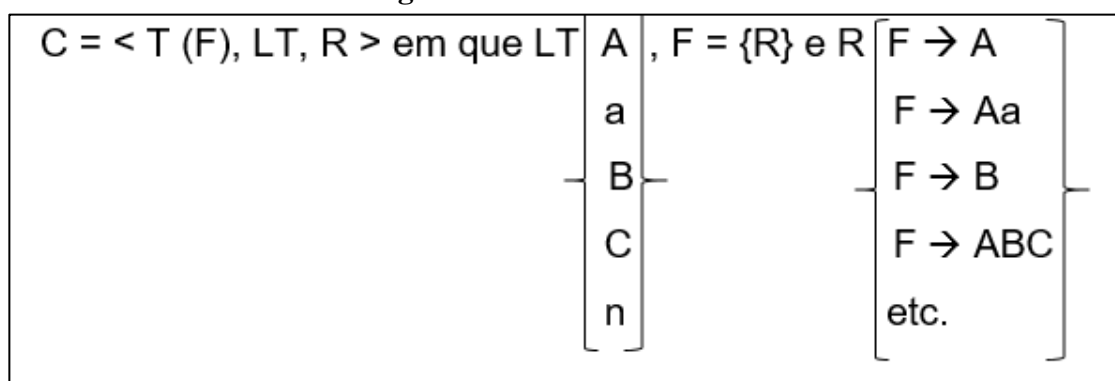 C = < T (F), LT, R > em que LT A , F = {R} e R F → A
a F → Aa
B F → B
C F → ABC
n etc.